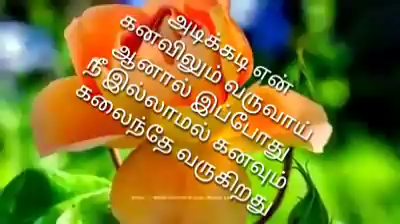 அடிக்கடி என்
கனவிலும் வருவாய்
ஆனால் இப்போது
நீ இல்லாமல் கனவும்
கலைந்தே வருகிறது